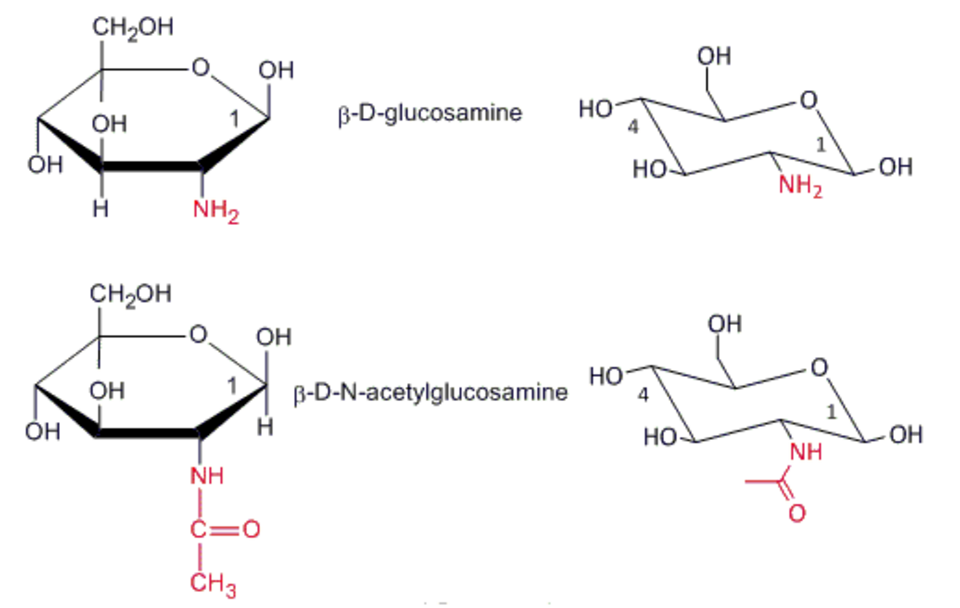 CH₂OH
O
OH
OH
1
OH
H
NH₂
β-D-glucosamine
OH
HO
O
4
1
HO
OH
NH₂
CH₂OH
O
OH
OH
1
OH
H
NH
C=O
CH₃
β-D-N-acetylglucosamine
OH
HO
O
4
1
HO
OH
NH
O